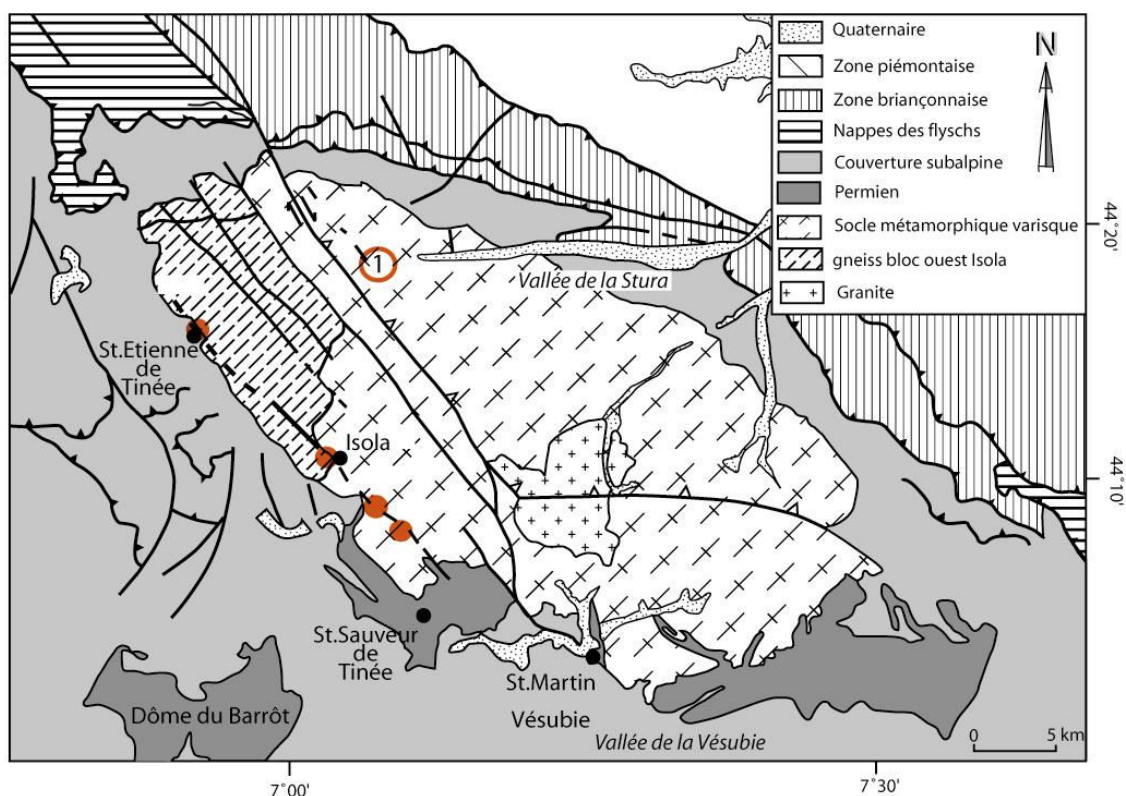 Quaternaire
Zone piémontaise
Zone briançonnaise
Nappes des flyschs
Couverture subalpine
Permien
Socle métamorphique varisque
gneiss bloc ouest Isola
Granite
N
44°20'
1
Vallée de la Stura
St.Etienne
de
Tinée
Isola
44°10'
St.Sauveur
de
Tinée
St.Martin
Vésubie
Dôme du Barrôt
Vallée de la Vésubie
0 5 km
7°00'
7°30'